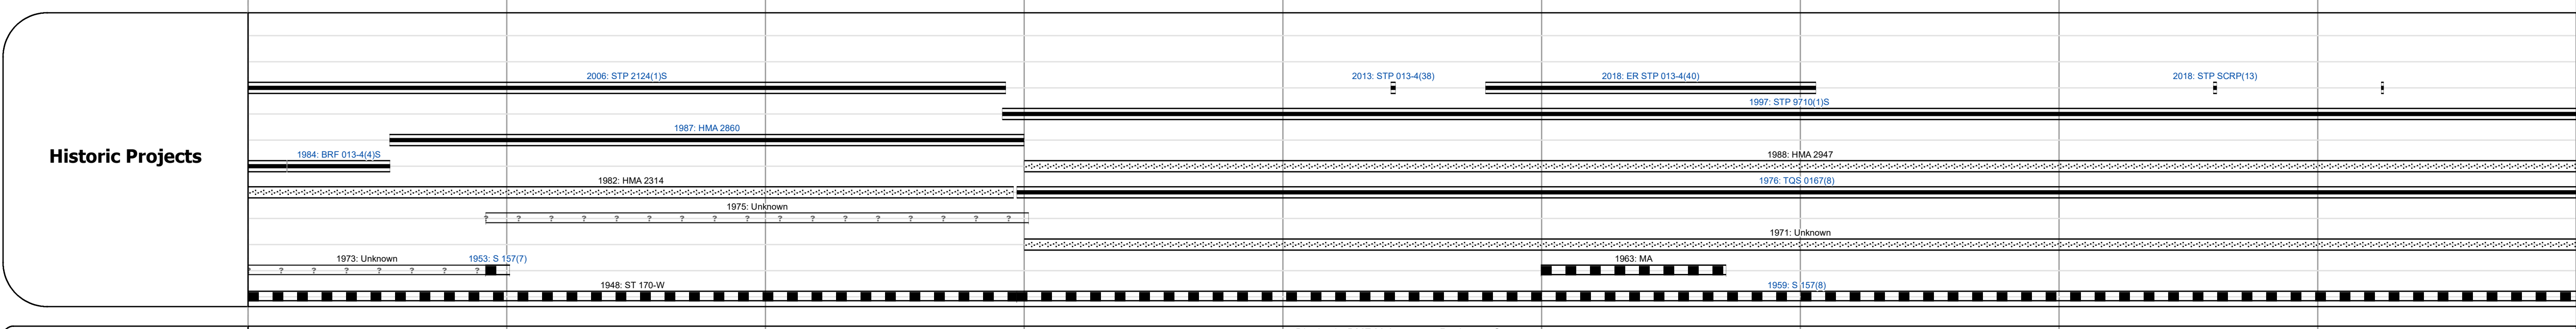 2006: STP 2124(1)S
2013: STP 013-4(38)
2018: ER STP 013-4(40)
2018: STP SCRP(13)
1997: STP 9710(1)S
1987: HMA 2860
Historic Projects
1984: BRF 013-4(4)S
1988: HMA 2947
1982: HMA 2314
1976: TQS 0167(8)
1975: Unknown
? ? ? ? ? ? ? ? ? ? ? ? ? ? ? ? ?
1971: Unknown
1973: Unknown
1953: S 157(7)
1963: MA
? ? ? ? ? ? ? ?
1948: ST 170-W
1959: S 157(8)